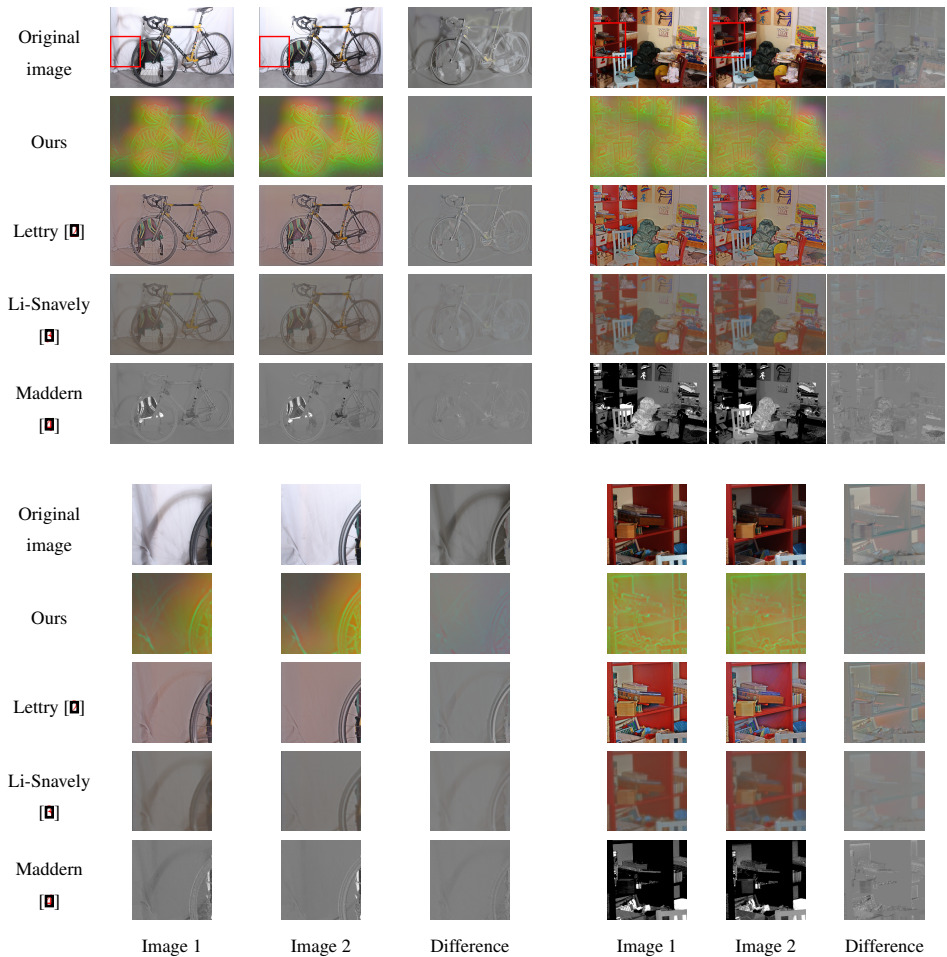 Original
image
Ours
Lettry []
Li-Snavely
[]
Maddern
[]
Original
image
Ours
Lettry []
Li-Snavely
[]
Maddern
[]
Image 1 Image 2 Difference Image 1 Image 2 Difference